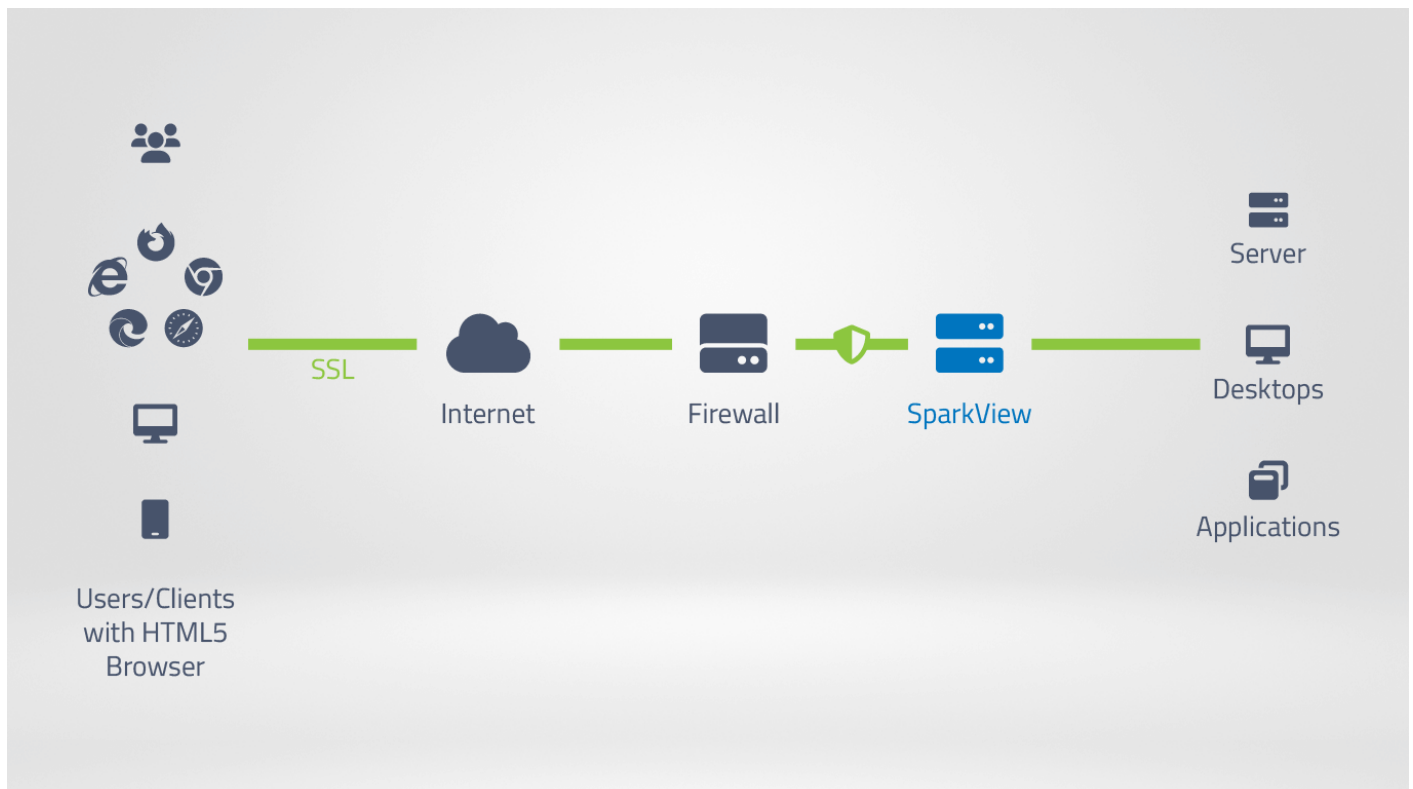 Users/Clients
with HTML5
Browser
SSL
Internet
Firewall
SparkView
Server
Desktops
Applications